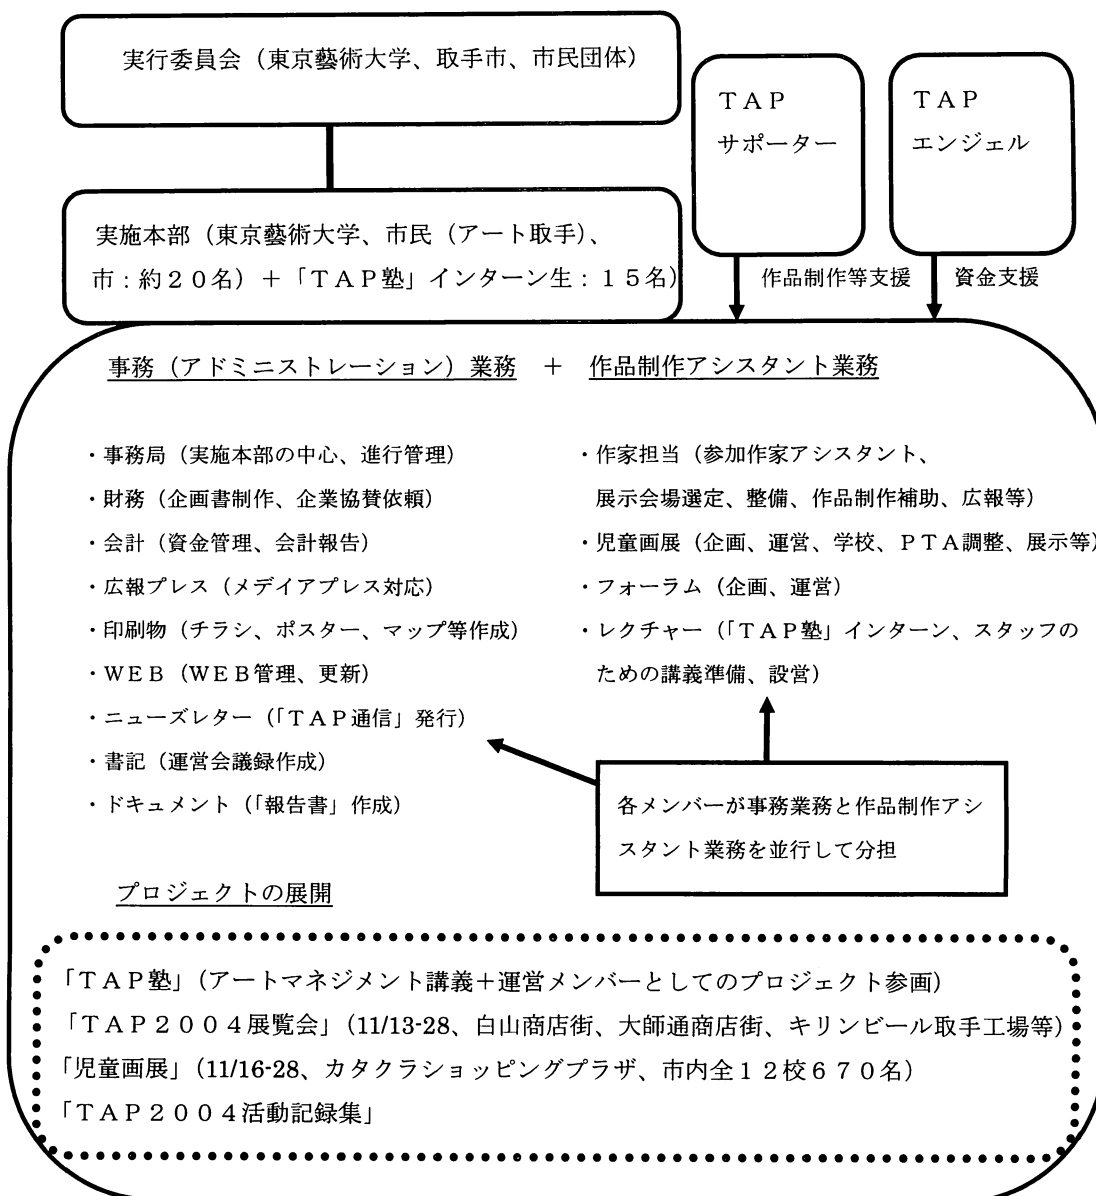 実行委員会（東京藝術大学、取手市、市民団体）
ＴＡＰ
サポーター
ＴＡＰ
エンジェル
実施本部（東京藝術大学、市民（アート取手）、
市：約２０名）＋「ＴＡＰ塾」インターン生：１５名）
作品制作等支援
資金支援
事務（アドミニストレーション）業務　＋　作品制作アシスタント業務
・事務局（実施本部の中心、進行管理）
・財務（企画書制作、企業協賛依頼）
・会計（資金管理、会計報告）
・広報プレス（メデイアプレス対応）
・印刷物（チラシ、ポスター、マップ等作成）
・ＷＥＢ（ＷＥＢ管理、更新）
・ニューズレター（「ＴＡＰ通信」発行）
・書記（運営会議録作成）
・ドキュメント（「報告書」作成）
・作家担当（参加作家アシスタント、
展示会場選定、整備、作品制作補助、広報等）
・児童画展（企画、運営、学校、ＰＴＡ調整、展示等）
・フォーラム（企画、運営）
・レクチャー（「ＴＡＰ塾」インターン、スタッフの
ための講義準備、設営）
各メンバーが事務業務と作品制作アシ
スタント業務を並行して分担
プロジェクトの展開
「ＴＡＰ塾」（アートマネジメント講義＋運営メンバーとしてのプロジェクト参画）
「ＴＡＰ２００４展覧会」（11/13-28、白山商店街、大師通商店街、キリンビール取手工場等）
「児童画展」（11/16-28、カタクラショッピングプラザ、市内全１２校６７０名）
「ＴＡＰ２００４活動記録集」